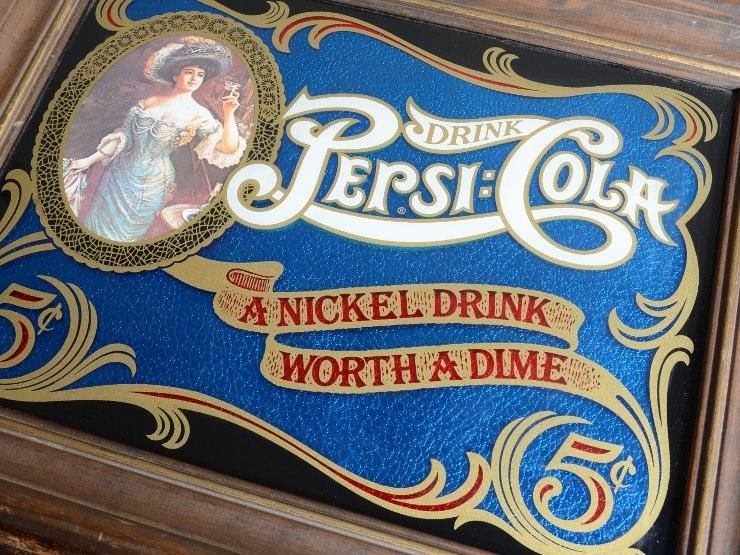 DRINK
PEPSI:COLA
®
A NICKEL DRINK
WORTH A DIME
5¢
5¢